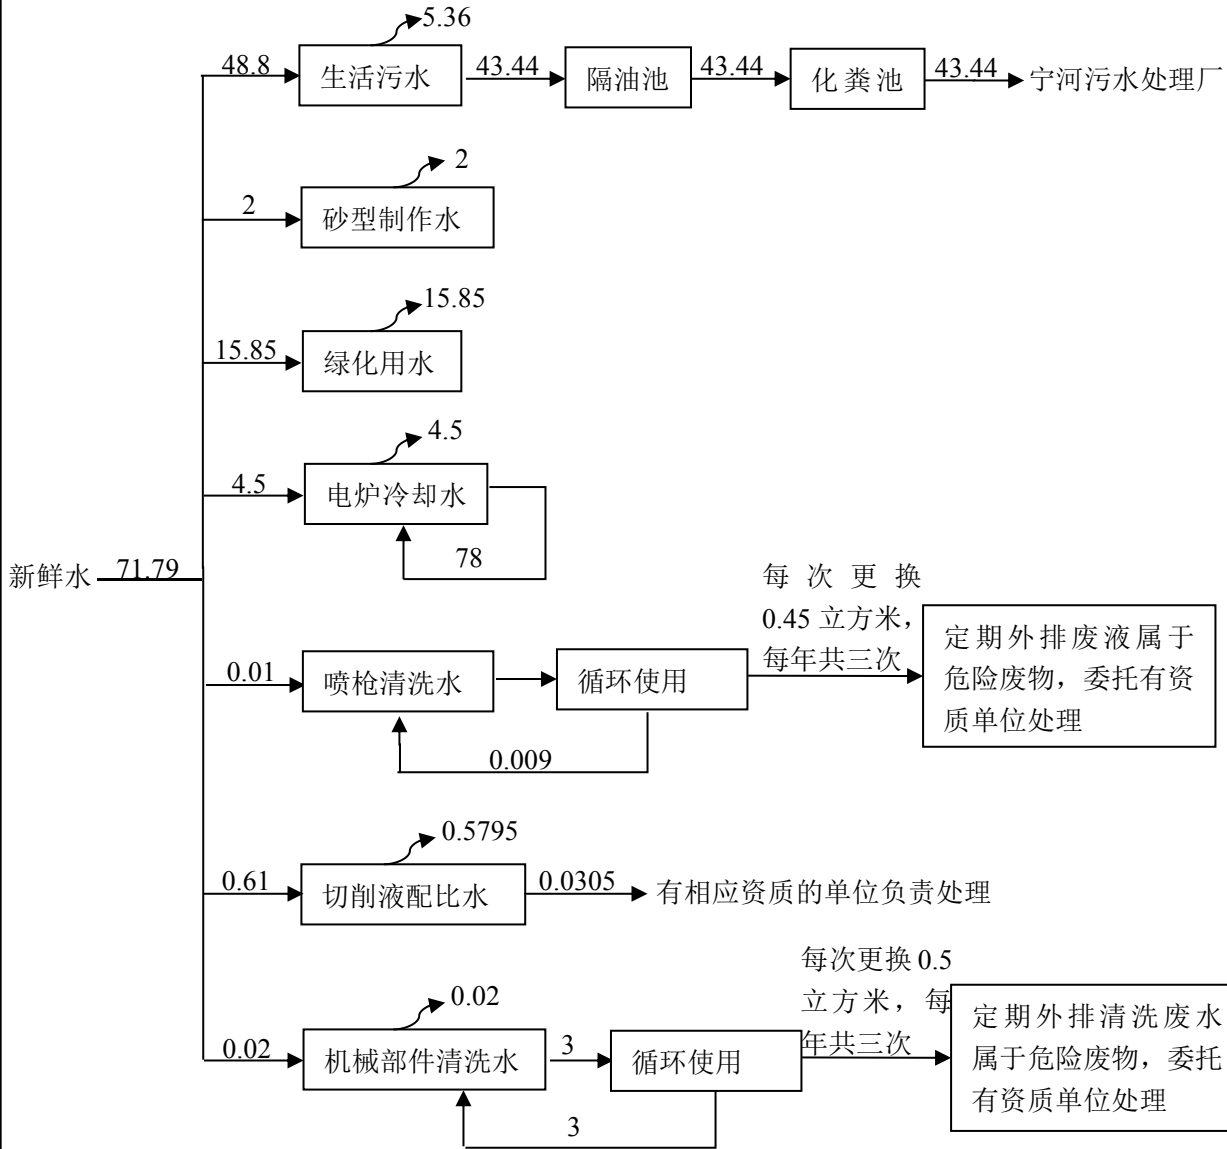 5.36
48.8
生活污水
43.44
隔油池
43.44
化粪池
43.44
宁河污水处理厂
2
2
砂型制作水
15.85
15.85
绿化用水
4.5
4.5
电炉冷却水
78
新鲜水
71.79
每次更换
0.45 立方米，
每年共三次
0.01
喷枪清洗水
循环使用
0.009
定期外排废液属于
危险废物，委托有资
质单位处理
0.5795
0.61
切削液配比水
0.0305
有相应资质的单位负责处理
每次更换 0.5
立方米，每
年共三次
0.02
0.02
机械部件清洗水
3
循环使用
3
定期外排清洗废水
属于危险废物，委托
有资质单位处理